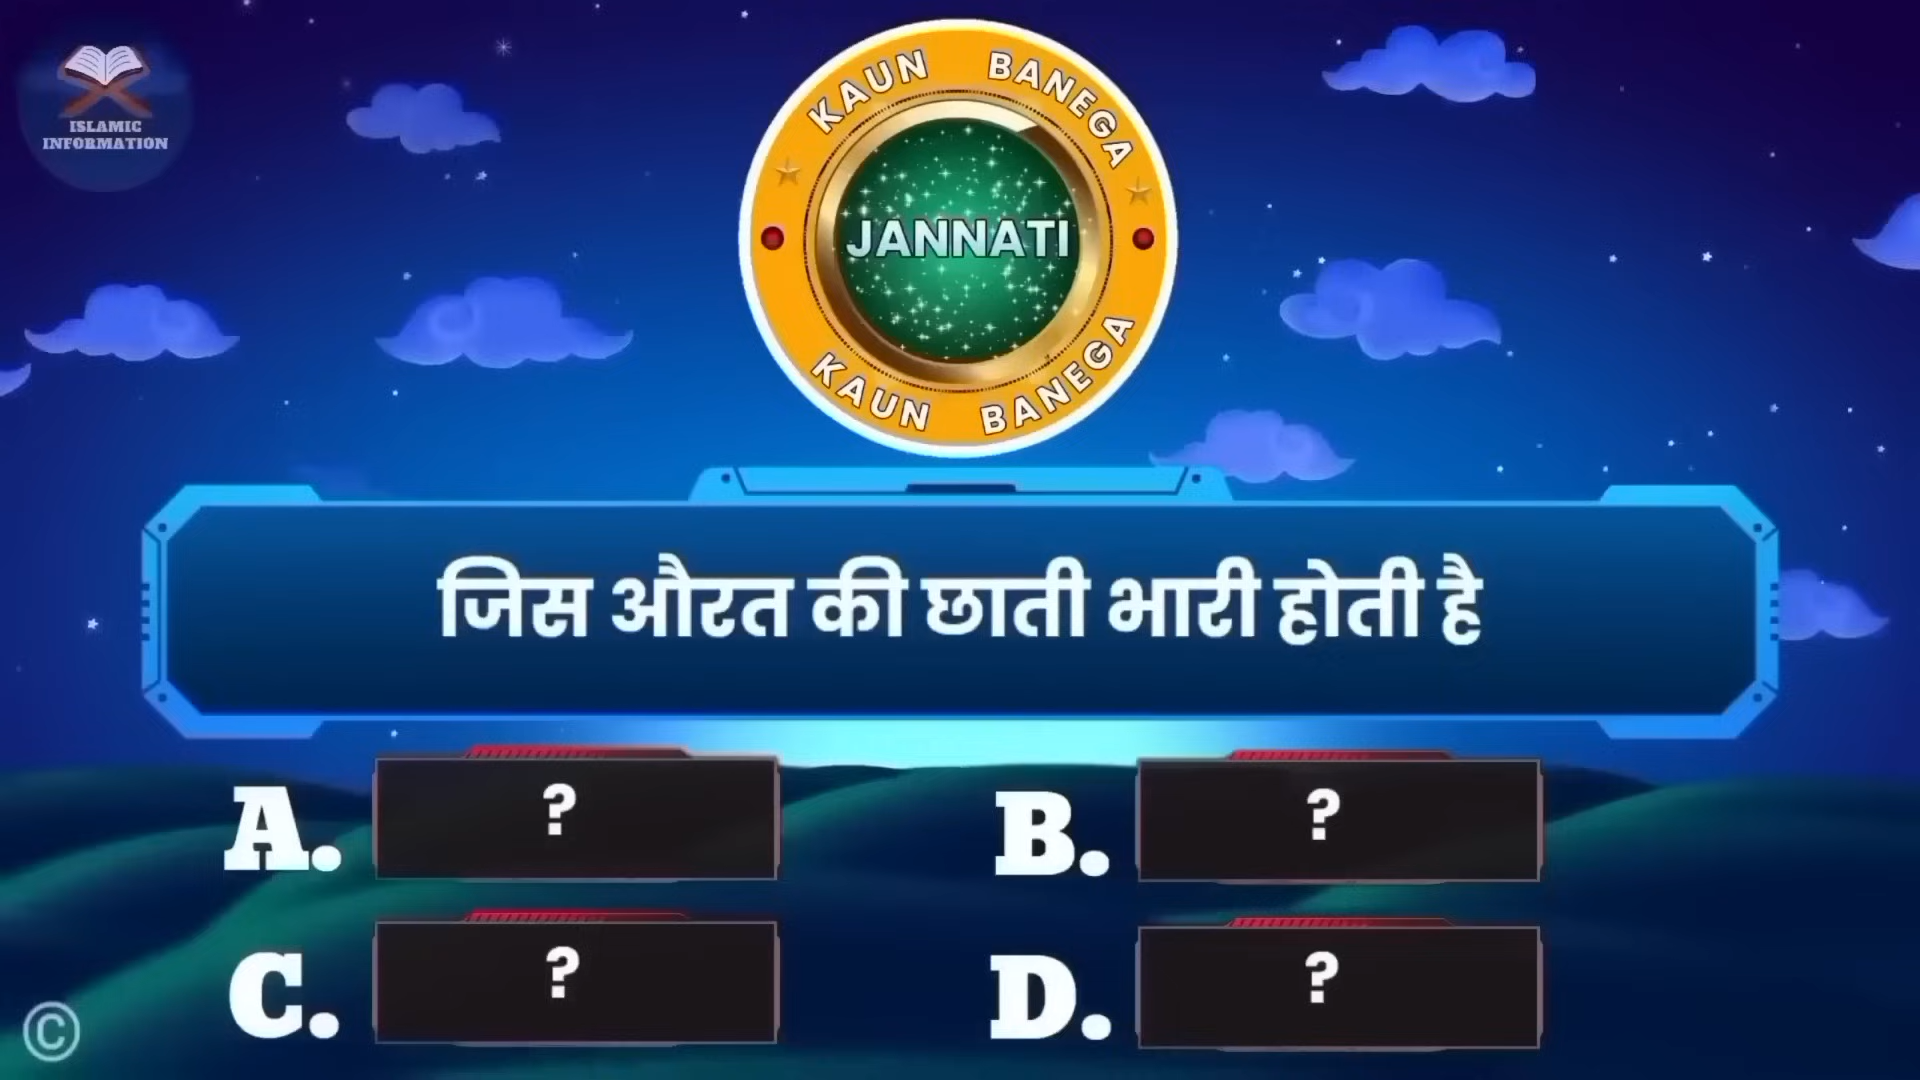 ISLAMIC
INFORMATION
KAUN BANEGA
JANNATI
KAUN BANEGA
जिस औरत की छाती भारी होती है
A. ?
B. ?
C. ?
D. ?
©